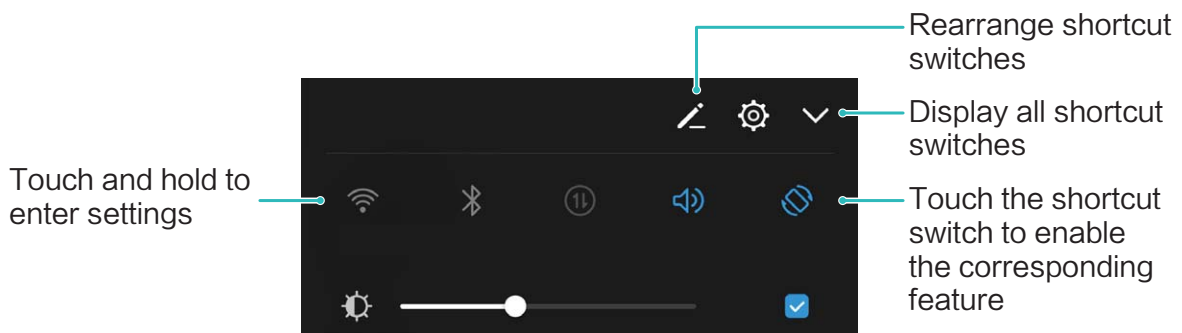 Rearrange shortcut
switches
Display all shortcut
switches
Touch and hold to
enter settings
Touch the shortcut
switch to enable
the corresponding
feature